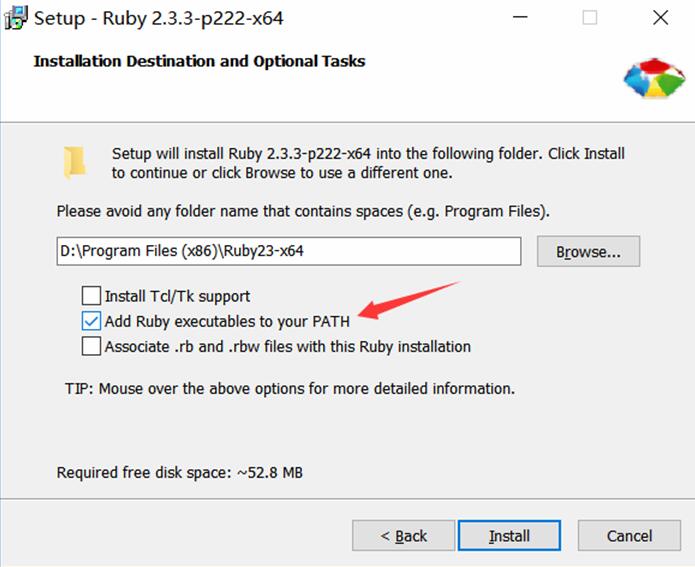 Setup - Ruby 2.3.3-p222-x64
Installation Destination and Optional Tasks
Setup will install Ruby 2.3.3-p222-x64 into the following folder. Click Install
to continue or click Browse to use a different one.
Please avoid any folder name that contains spaces (e.g. Program Files).
D:\Program Files (x86)\Ruby23-x64
Browse...
Install Tcl/Tk support
Add Ruby executables to your PATH
Associate .rb and .rbw files with this Ruby installation
TIP: Mouse over the above options for more detailed information.
Required free disk space: ~52.8 MB
< Back
Install
Cancel